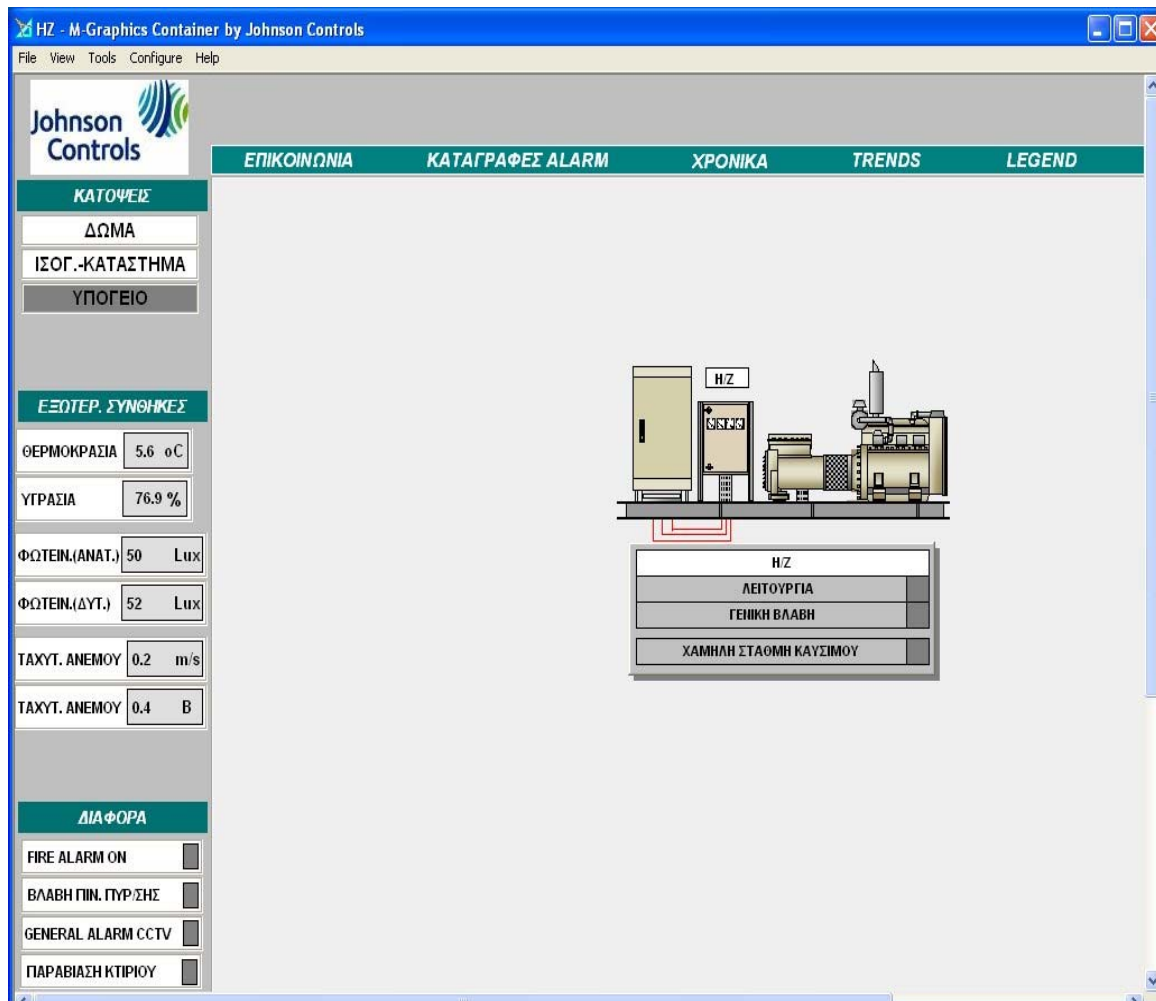 HZ - M-Graphics Container by Johnson Controls
File View Tools Configure Help
Johnson
Controls
ΕΠΙΚΟΙΝΩΝΙΑ ΚΑΤΑΓΡΑΦΕΣ ALARM ΧΡΟΝΙΚΑ TRENDS LEGEND
ΚΑΤΟΨΕΙΣ
ΔΩΜΑ
ΙΣΟΓ.-ΚΑΤΑΣΤΗΜΑ
ΥΠΟΓΕΙΟ
ΕΞΩΤΕΡ. ΣΥΝΘΗΚΕΣ
ΘΕΡΜΟΚΡΑΣΙΑ 5.6 oC
ΥΓΡΑΣΙΑ 76.9 %
ΦΩΤΕΙΝ.(ΑΝΑΤ.) 50 Lux
ΦΩΤΕΙΝ.(ΔΥΤ.) 52 Lux
ΤΑΧΥΤ. ΑΝΕΜΟΥ 0.2 m/s
ΤΑΧΥΤ. ΑΝΕΜΟΥ 0.4 B
ΔΙΑΦΟΡΑ
FIRE ALARM ON
ΒΛΑΒΗ ΠΙΝ. ΠΥΡ/ΣΗΣ
GENERAL ALARM CCTV
ΠΑΡΑΒΙΑΣΗ ΚΤΙΡΙΟΥ
Η/Ζ
Η/Ζ
ΛΕΙΤΟΥΡΓΙΑ
ΓΕΝΙΚΗ ΒΛΑΒΗ
ΧΑΜΗΛΗ ΣΤΑΘΜΗ ΚΑΥΣΙΜΟΥ